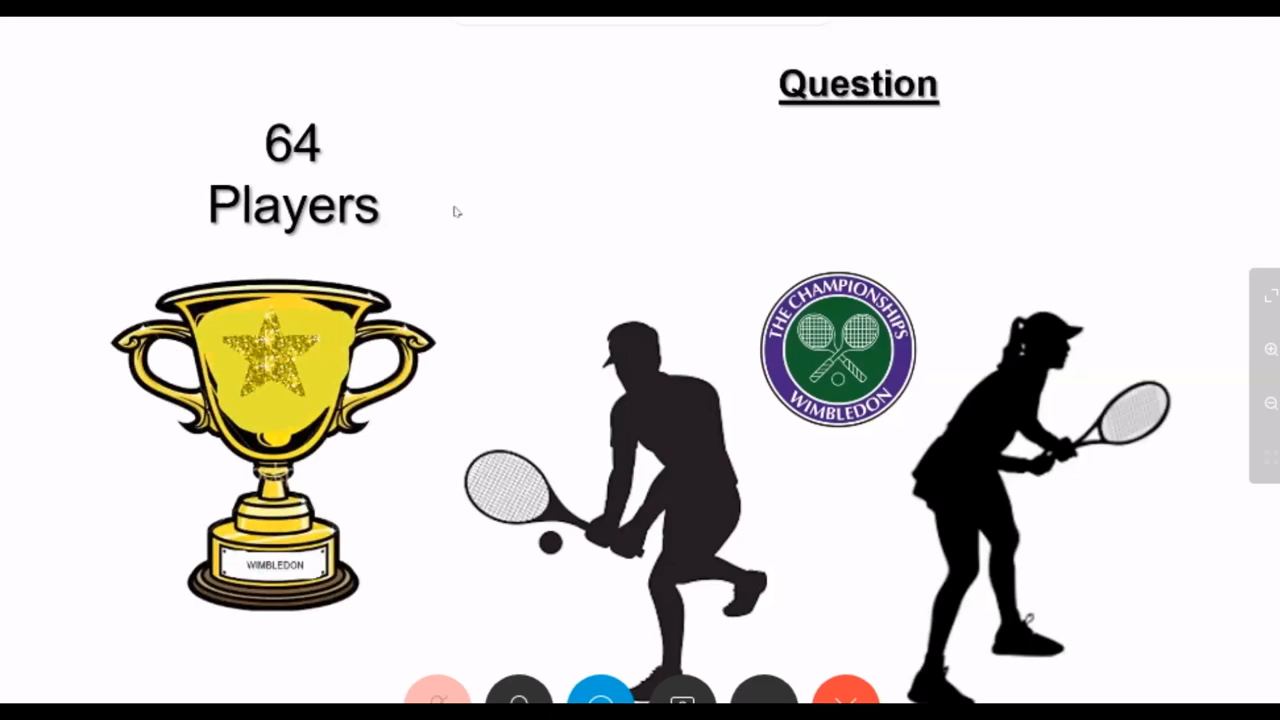 Question
64
Players
THE CHAMPIONSHIPS
WIMBLEDON
WIMBLEDON